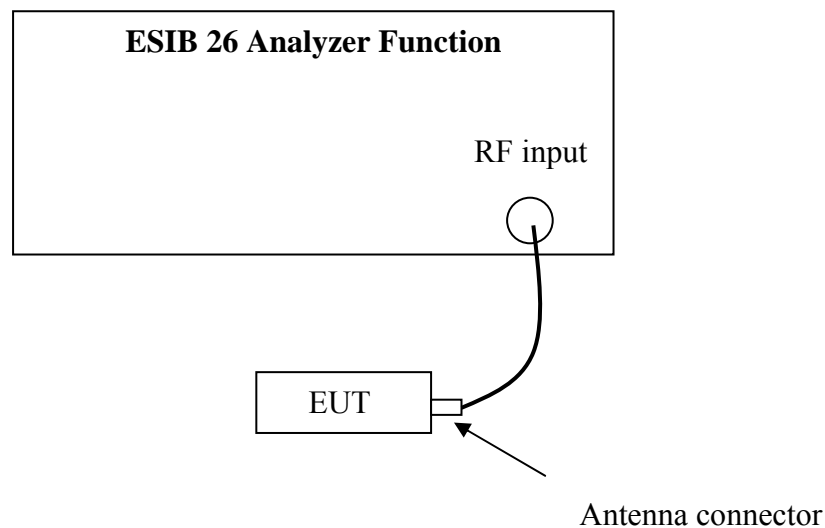 ESIB 26 Analyzer Function
RF input
EUT
Antenna connector